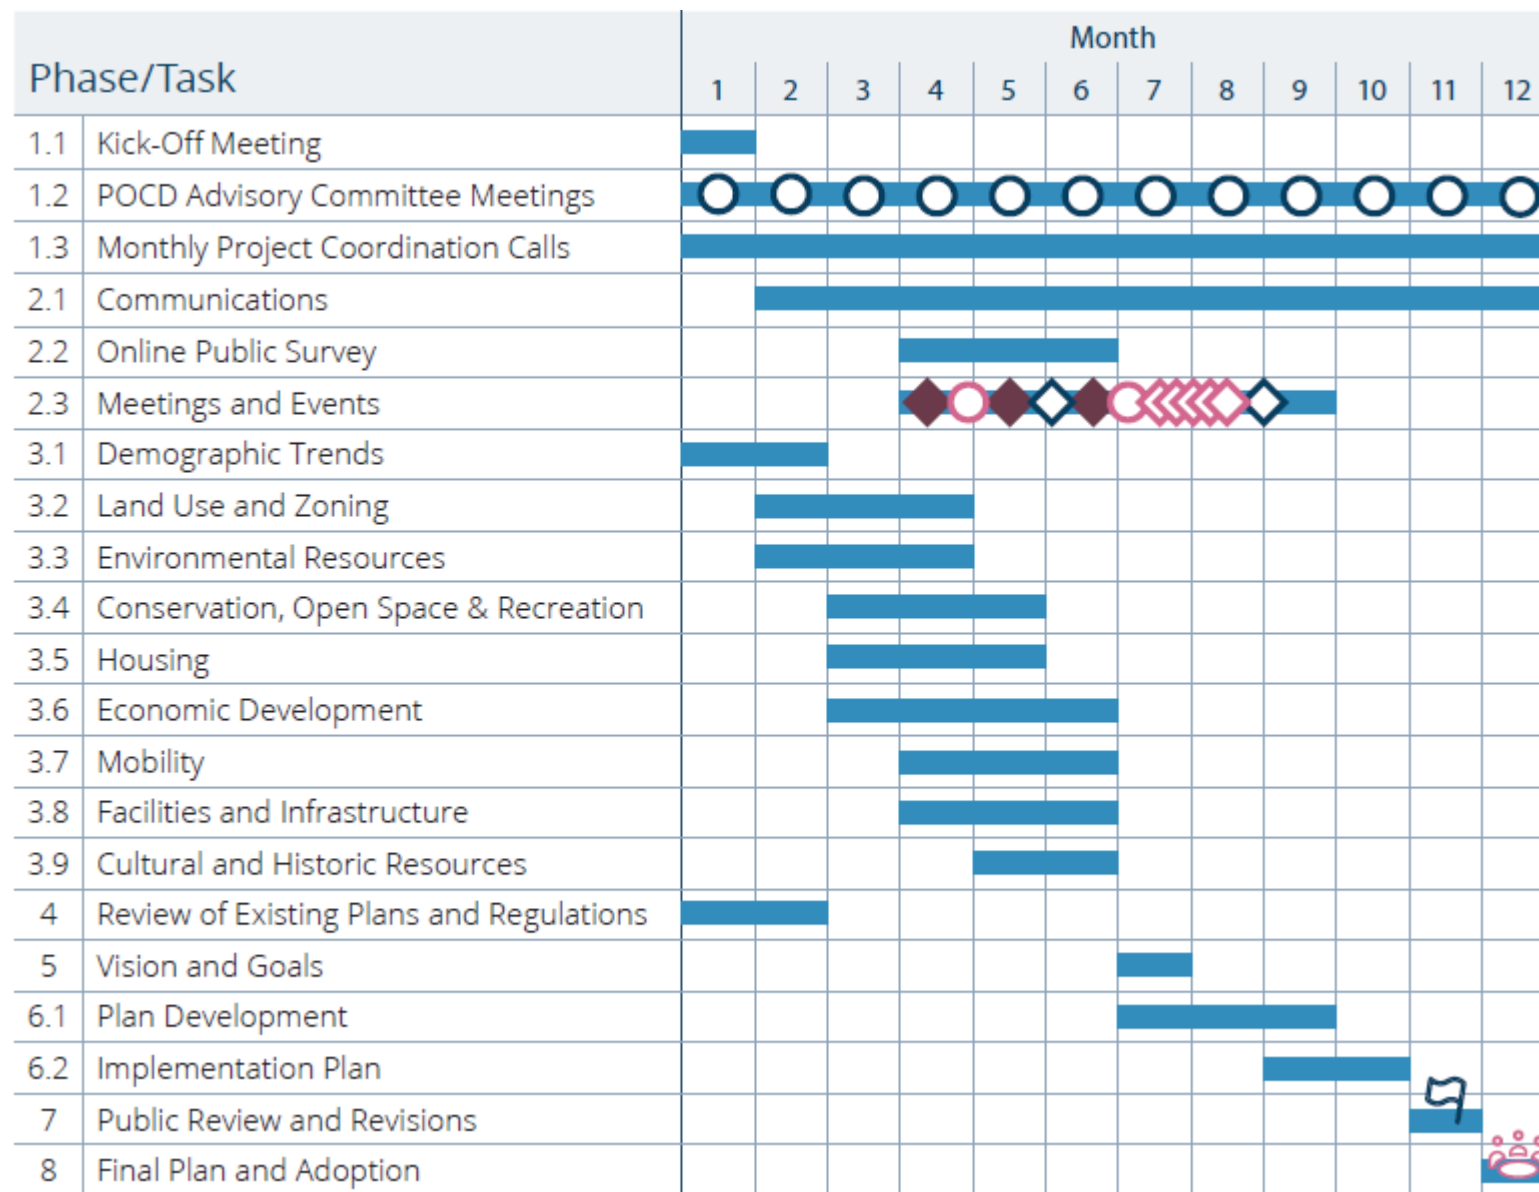 Month
Phase/Task
1 2 3 4 5 6 7 8 9 10 11 12
1.1 Kick-Off Meeting
1.2 POCD Advisory Committee Meetings
1.3 Monthly Project Coordination Calls
2.1 Communications
2.2 Online Public Survey
2.3 Meetings and Events
3.1 Demographic Trends
3.2 Land Use and Zoning
3.3 Environmental Resources
3.4 Conservation, Open Space & Recreation
3.5 Housing
3.6 Economic Development
3.7 Mobility
3.8 Facilities and Infrastructure
3.9 Cultural and Historic Resources
4 Review of Existing Plans and Regulations
5 Vision and Goals
6.1 Plan Development
6.2 Implementation Plan
7 Public Review and Revisions
8 Final Plan and Adoption